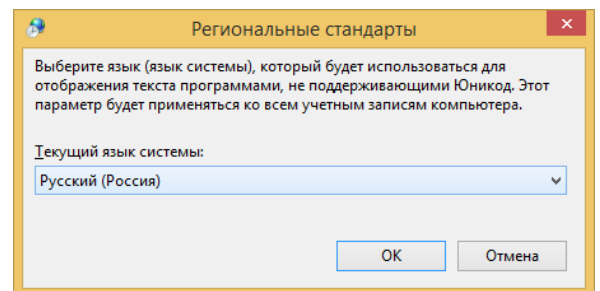 Региональные стандарты
Выберите язык (язык системы), который будет использоваться для
отображения текста программами, не поддерживающими Юникод. Этот
параметр будет применяться ко всем учетным записям компьютера.
Текущий язык системы:
Русский (Россия)
ОК Отмена